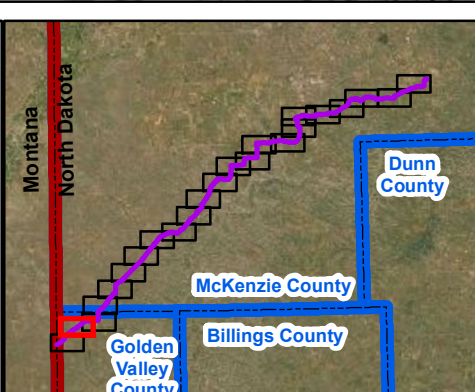 Montana
North Dakota
Dunn
County
McKenzie County
Billings County
Golden
Valley
County